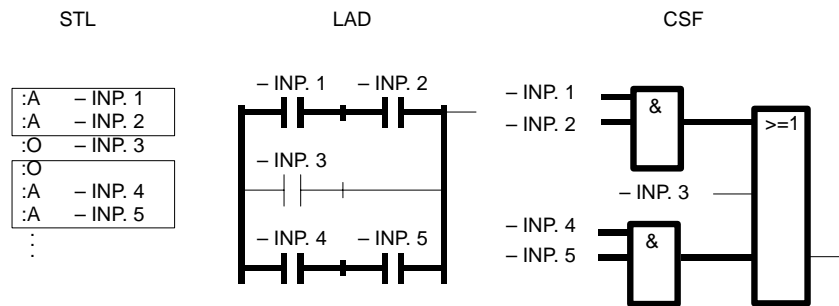 STL
LAD
CSF
:A – INP. 1
:A – INP. 2
:O – INP. 3
:O
:A – INP. 4
:A – INP. 5
:
:
– INP. 1 – INP. 2
– INP. 3
– INP. 4 – INP. 5
– INP. 1
– INP. 2
&
>=1
– INP. 3
– INP. 4
– INP. 5
&